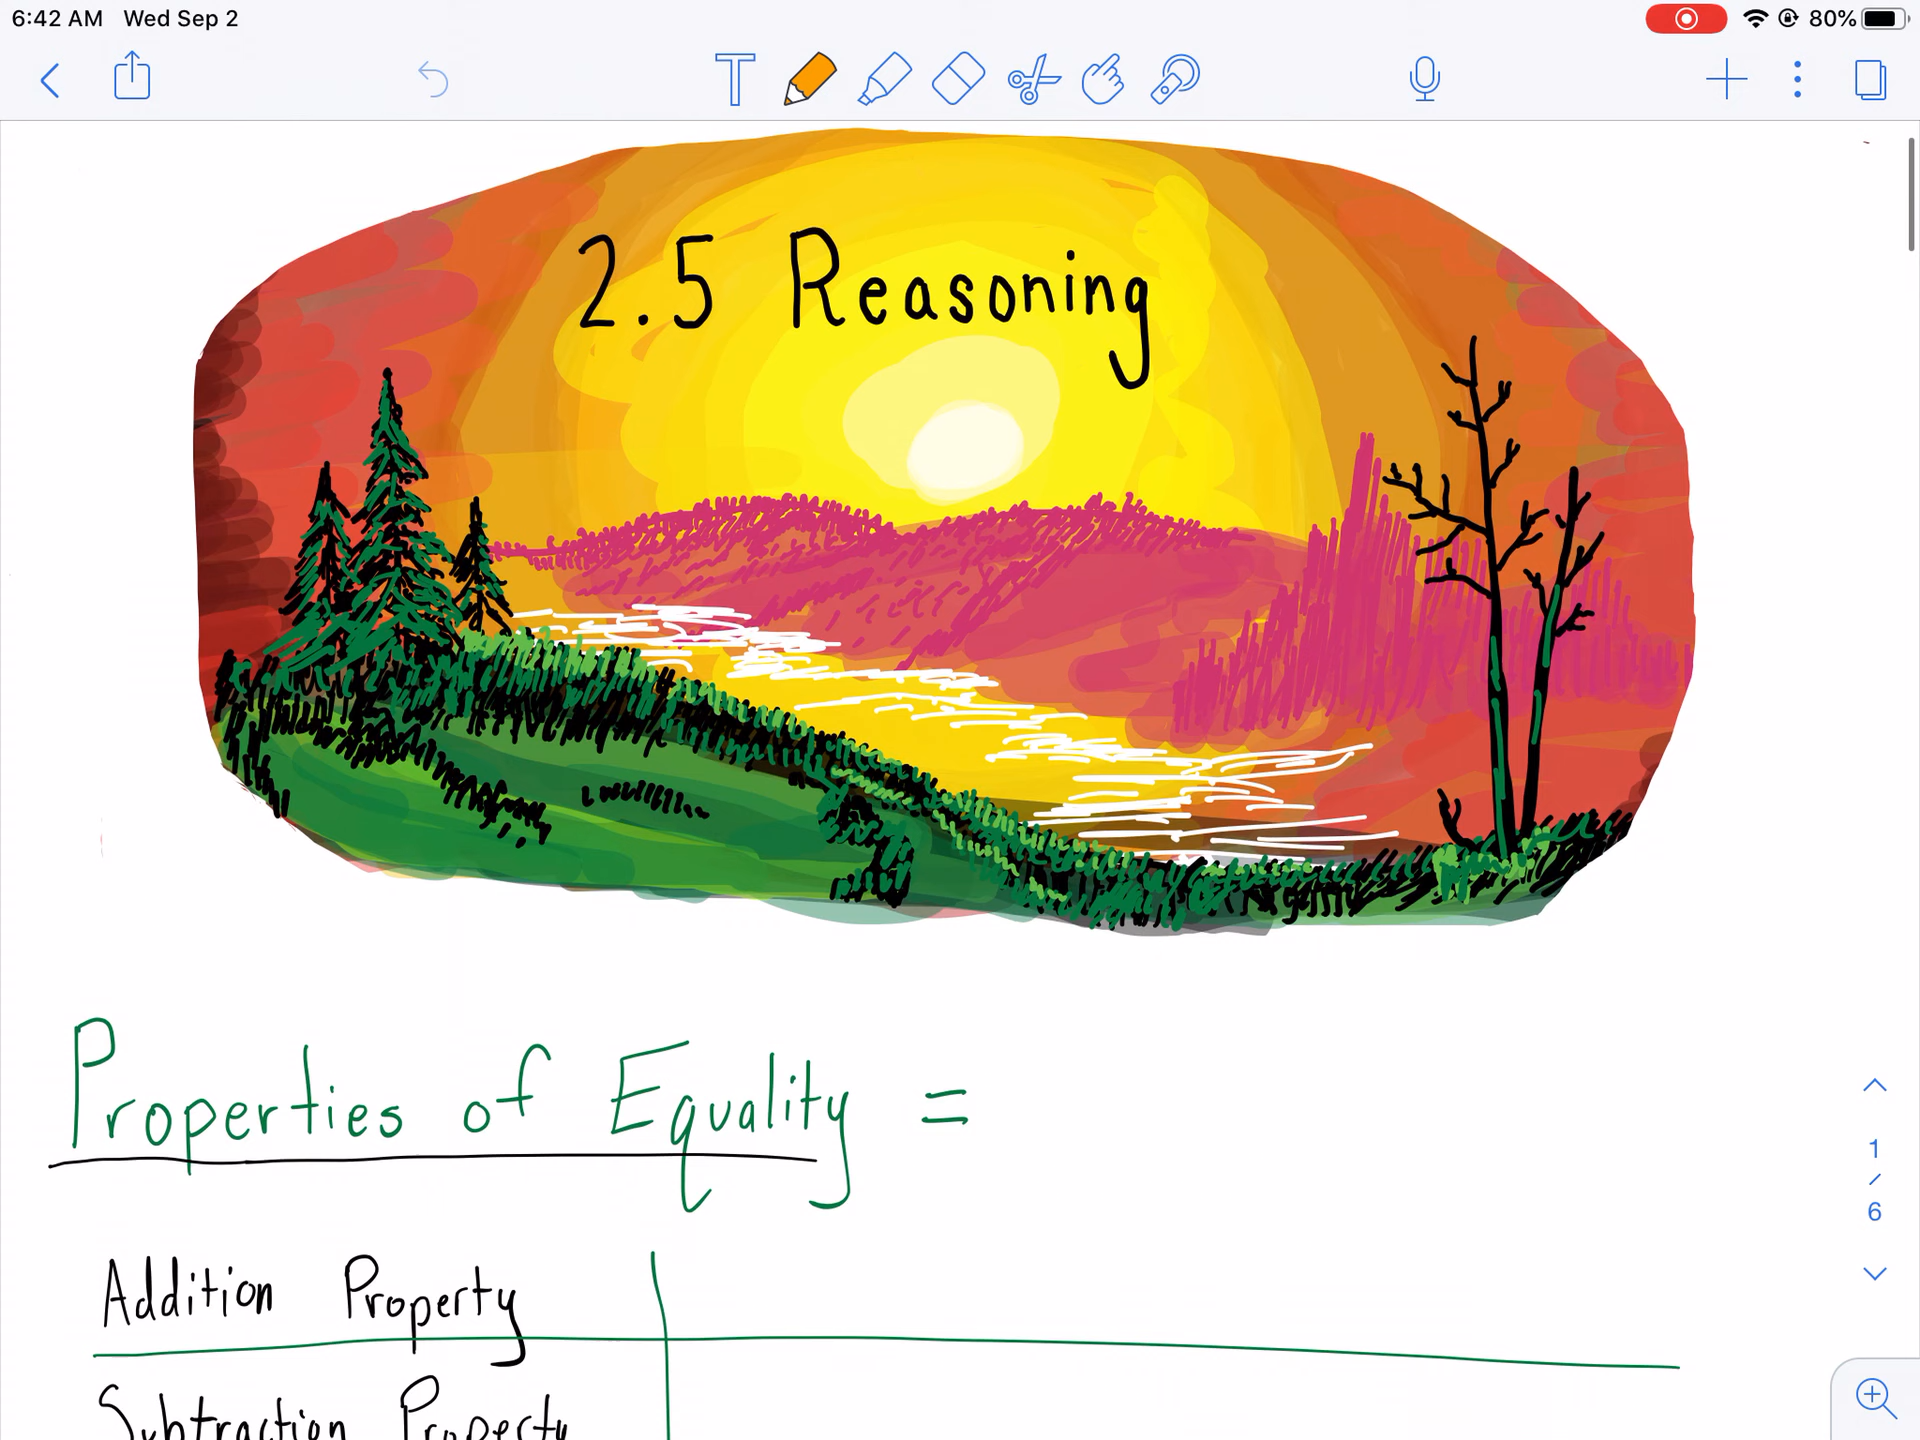 6:42 AM Wed Sep 2 80%
2.5 Reasoning
Properties of Equality =
1
/
6
Addition Property
Subtraction Property